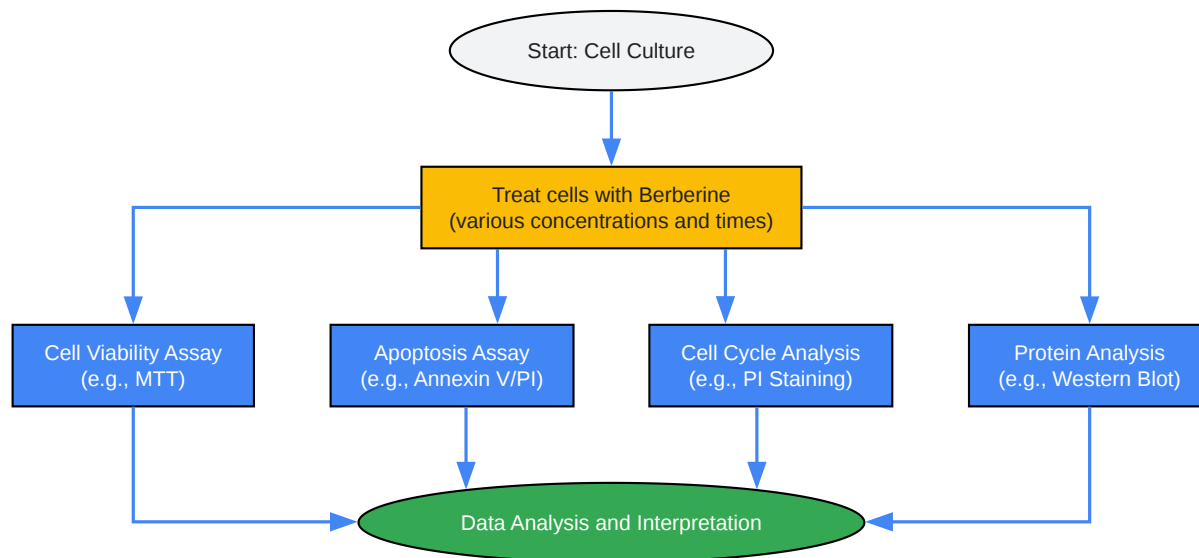 Start: Cell Culture
Treat cells with Berberine
(various concentrations and times)
Cell Viability Assay
(e.g., MTT)
Apoptosis Assay
(e.g., Annexin V/PI)
Cell Cycle Analysis
(e.g., PI Staining)
Protein Analysis
(e.g., Western Blot)
Data Analysis and Interpretation